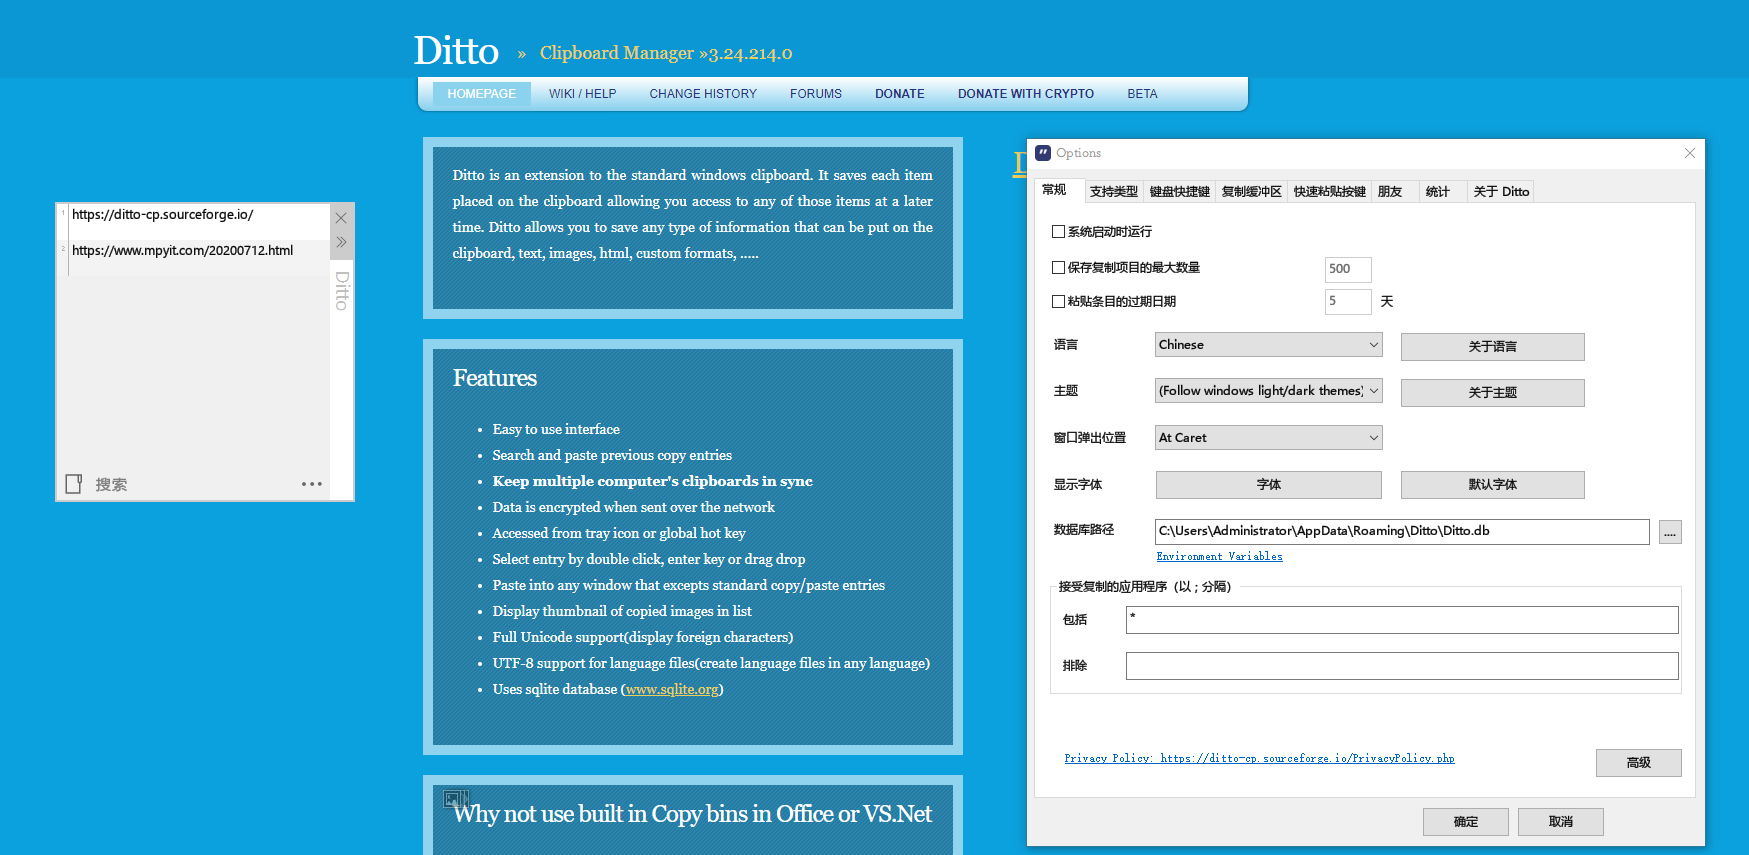 Ditto » Clipboard Manager »3.24.214.0
HOMEPAGE WIKI / HELP CHANGE HISTORY FORUMS DONATE DONATE WITH CRYPTO BETA
1 https://ditto-cp.sourceforge.io/
2 https://www.mpyit.com/20200712.html
Ditto
搜索
Ditto is an extension to the standard windows clipboard. It saves each item
placed on the clipboard allowing you access to any of those items at a later
time. Ditto allows you to save any type of information that can be put on the
clipboard, text, images, html, custom formats, .....
Features
• Easy to use interface
• Search and paste previous copy entries
• Keep multiple computer's clipboards in sync
• Data is encrypted when sent over the network
• Accessed from tray icon or global hot key
• Select entry by double click, enter key or drag drop
• Paste into any window that excepts standard copy/paste entries
• Display thumbnail of copied images in list
• Full Unicode support(display foreign characters)
• UTF-8 support for language files(create language files in any language)
• Uses sqlite database (www.sqlite.org)
Why not use built in Copy bins in Office or VS.Net
Options
常规 支持类型 键盘快捷键 复制缓冲区 快速粘贴按键 朋友 统计 关于 Ditto
系统启动时运行
保存复制项目的最大数量 500
粘贴条目的过期日期 5 天
语言 Chinese 关于语言
主题 (Follow windows light/dark themes) 关于主题
窗口弹出位置 At Caret
显示字体 字体 默认字体
数据库路径 C:\Users\Administrator\AppData\Roaming\Ditto\Ditto.db ....
Environment Variables
接受复制的应用程序（以 ; 分隔）
包括 *
排除
Privacy Policy: https://ditto-cp.sourceforge.io/PrivacyPolicy.php
高级
确定 取消